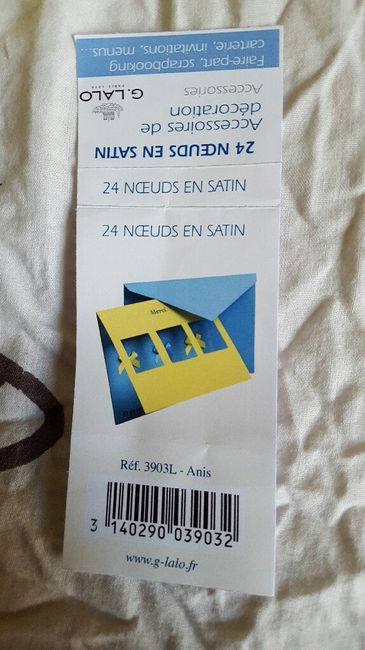 Faire-part, scrapbooking
carterie, invitations, menus...
G. LALO
PARIS 1919
Accessoires de
décoration
Accessories
24 NŒUDS EN SATIN
24 NŒUDS EN SATIN
24 NŒUDS EN SATIN
Merci
Réf. 3903L - Anis
3 140290 039032
www.g-lalo.fr